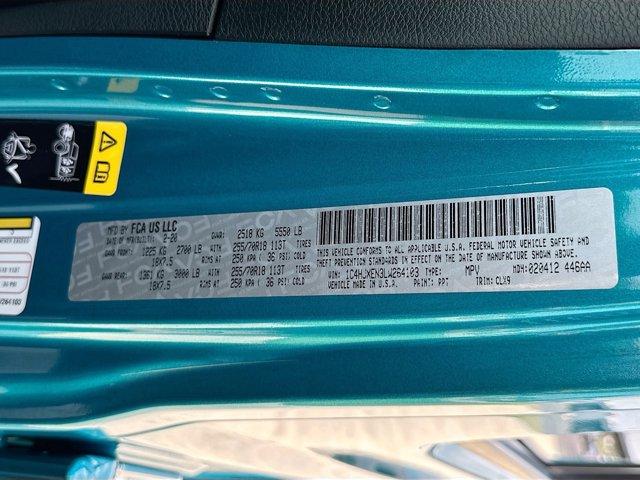 MFD BY FCA US LLC GVWR: 2518 KG 5550 LB
DATE OF MFR(BUILT): 2-20
GAWR FRONT: 1225 KG 2700 LB WITH 255/70R18 113T TIRES
18X7.5 RIMS AT 250 KPA ( 36 PSI) COLD
GAWR REAR: 1361 KG 3000 LB WITH 255/70R18 113T TIRES
18X7.5 RIMS AT 250 KPA ( 36 PSI) COLD
THIS VEHICLE CONFORMS TO ALL APPLICABLE U.S.A. FEDERAL MOTOR VEHICLE SAFETY BUMPER AND
THEFT PREVENTION STANDARDS IN EFFECT ON THE DATE OF MANUFACTURE SHOWN ABOVE.
VIN: 1C4HJXEN3LW264103 TYPE: MPV MDH:020412 446AA
VEHICLE MADE IN U.S.A. PAINT: PPT TRIM: CLX9